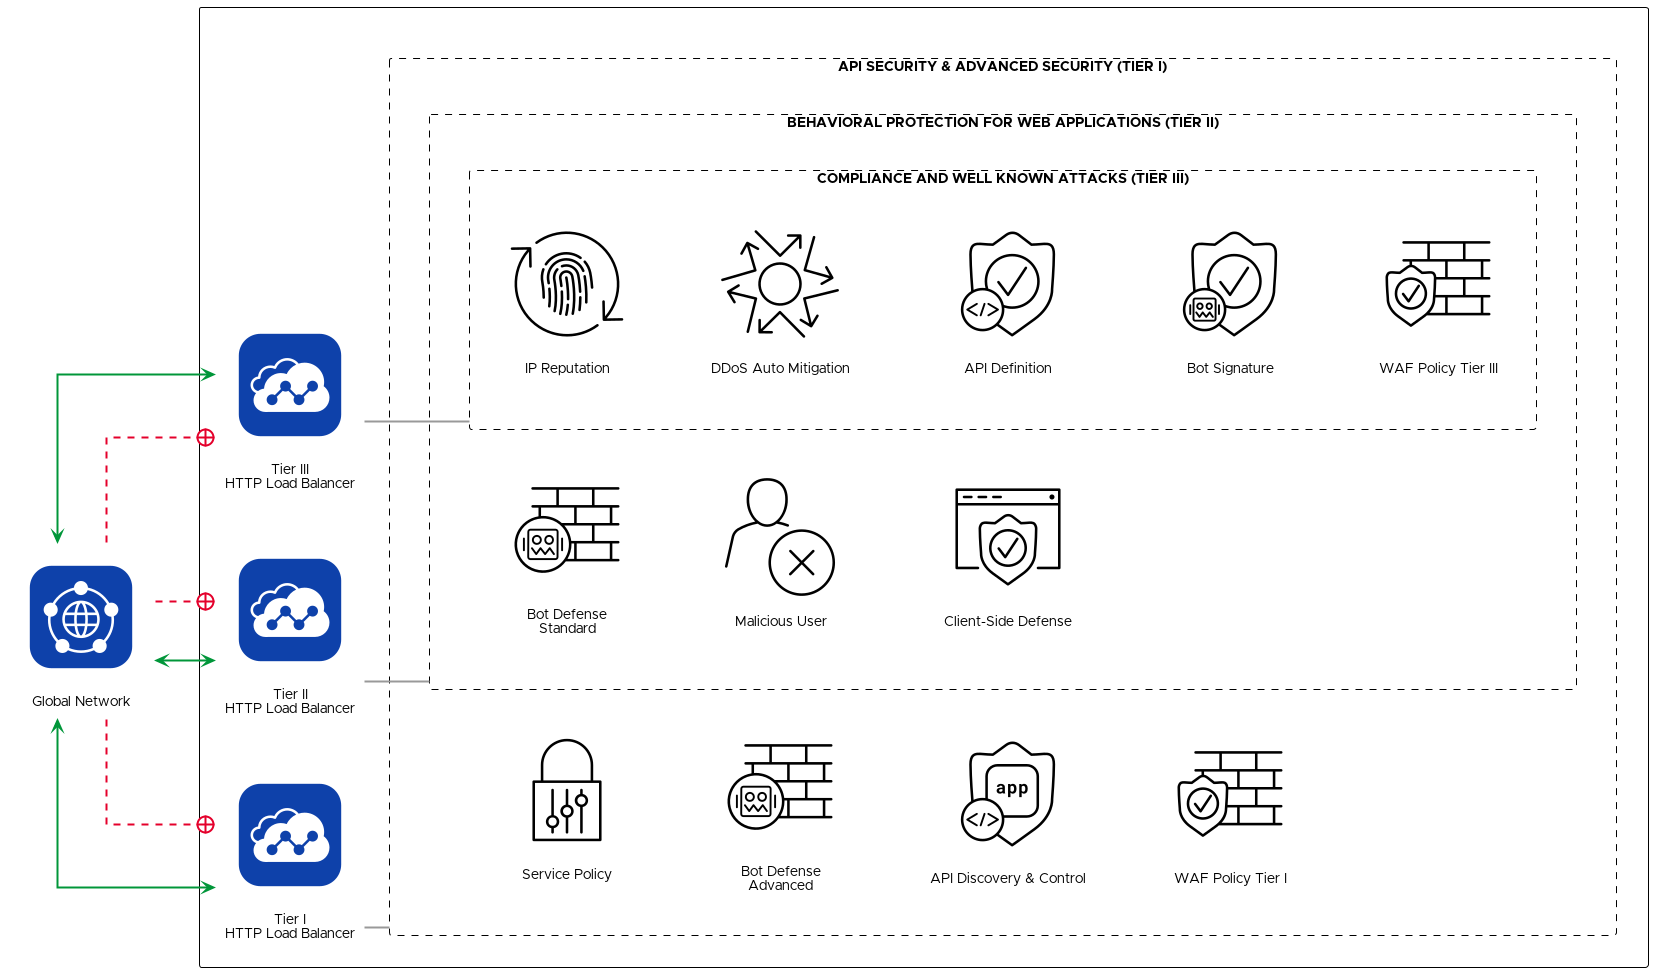 API SECURITY & ADVANCED SECURITY (TIER I)
BEHAVIORAL PROTECTION FOR WEB APPLICATIONS (TIER II)
COMPLIANCE AND WELL KNOWN ATTACKS (TIER III)
IP Reputation
DDoS Auto Mitigation
</>
API Definition
Bot Signature
WAF Policy Tier III
Tier III
HTTP Load Balancer
Bot Defense
Standard
Malicious User
Client-Side Defense
Global Network
Tier II
HTTP Load Balancer
Service Policy
Bot Defense
Advanced
app
</>
API Discovery & Control
WAF Policy Tier I
Tier I
HTTP Load Balancer